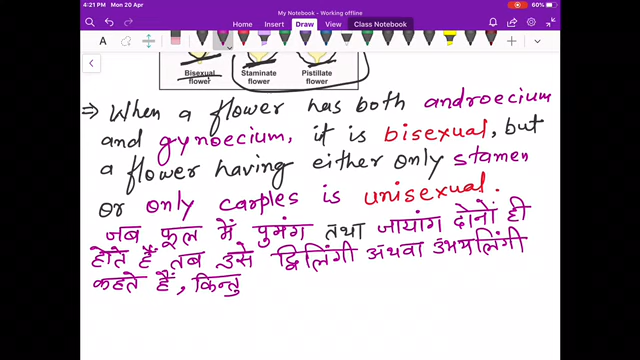 4:21 PM Fri 20 Mar
My Notebook - Working offline
60%
Home Insert Draw View Class Notebook
A
Bisexual flower Staminate flower Pistillate flower
⇒ When a flower has both androecium
and gynoecium, it is bisexual, but
a flower having either only stamen
or only carples is unisexual.
जब फूल में पुमंग तथा जायांग दोनों ही
होते हैं तब उसे द्विलिंगी अथवा उभयलिंगी
कहते हैं, किन्तु